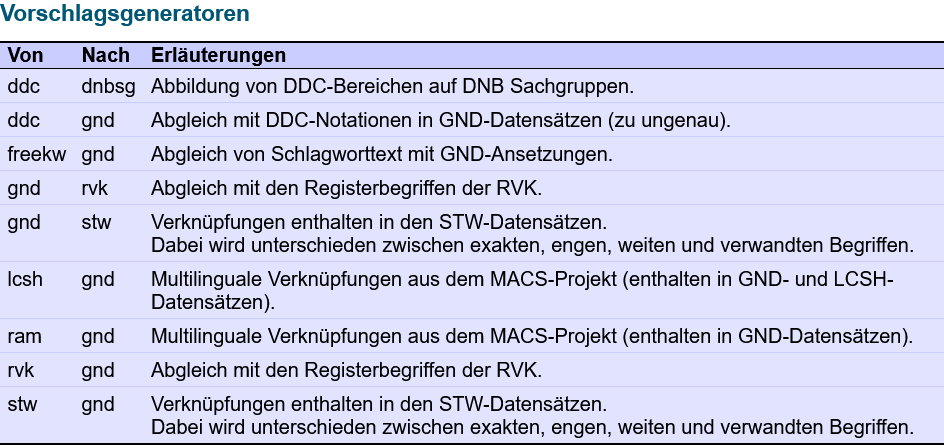 Vorschlagsgeneratoren
Von Nach Erläuterungen
ddc dnbsg Abbildung von DDC-Bereichen auf DNB Sachgruppen.
ddc gnd Abgleich mit DDC-Notationen in GND-Datensätzen (zu ungenau).
freekw gnd Abgleich von Schlagworttext mit GND-Ansetzungen.
gnd rvk Abgleich mit den Registerbegriffen der RVK.
gnd stw Verknüpfungen enthalten in den STW-Datensätzen.
Dabei wird unterschieden zwischen exakten, engen, weiten und verwandten Begriffen.
lcsh gnd Multilinguale Verknüpfungen aus dem MACS-Projekt (enthalten in GND- und LCSH-
Datensätzen).
ram gnd Multilinguale Verknüpfungen aus dem MACS-Projekt (enthalten in GND-Datensätzen).
rvk gnd Abgleich mit den Registerbegriffen der RVK.
stw gnd Verknüpfungen enthalten in den STW-Datensätzen.
Dabei wird unterschieden zwischen exakten, engen, weiten und verwandten Begriffen.